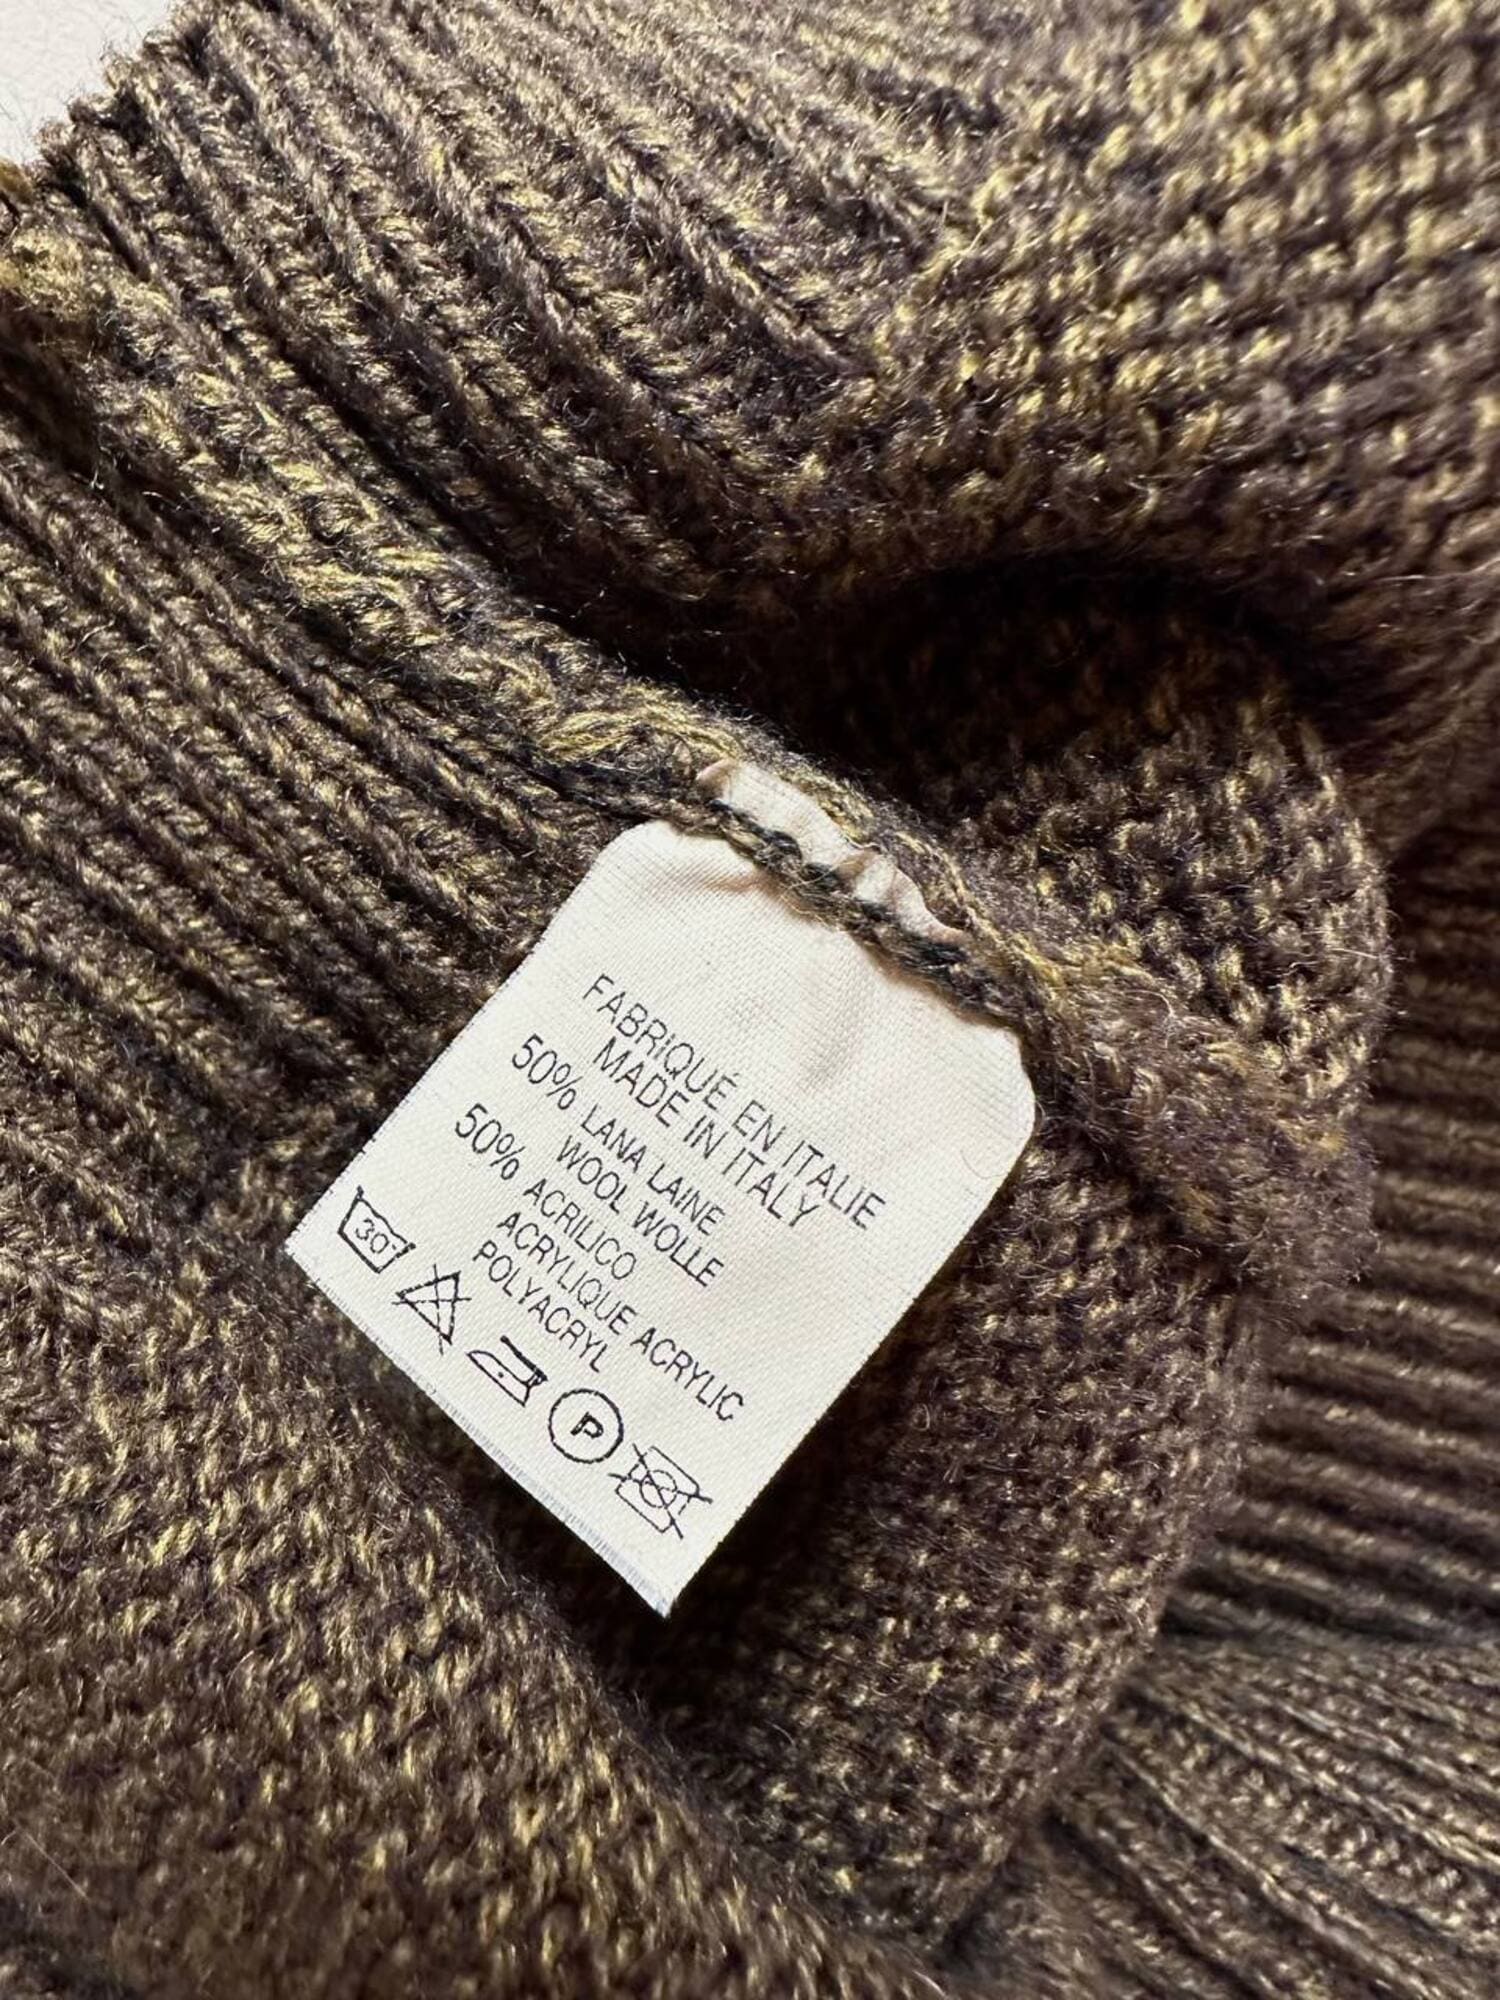 FABRIQUÉ EN ITALIE
MADE IN ITALY
50% LANA LAINE
WOOL WOLLE
50% ACRILICO
ACRYLIQUE ACRYLIC
POLYACRYL
30° P